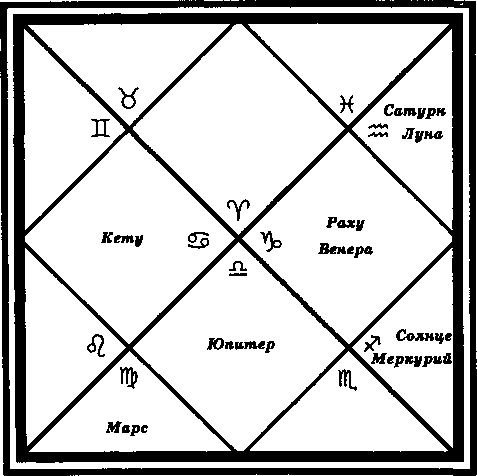 ♉ ♓
♊ ♒ Сатурн
Луна
♈
Кету ♋ ♑ Раху
Венера
♎
♌ Юпитер ♐ Солнце
Меркурий
♍ ♏
Марс